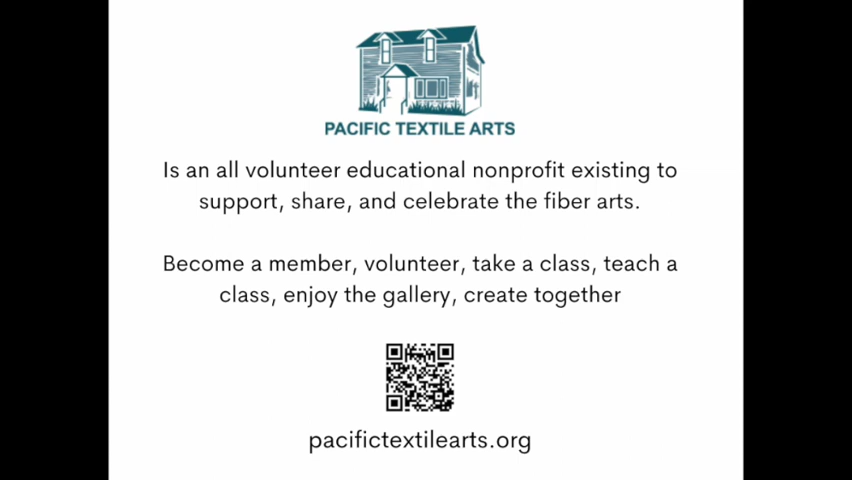 PACIFIC TEXTILE ARTS
Is an all volunteer educational nonprofit existing to
support, share, and celebrate the fiber arts.
Become a member, volunteer, take a class, teach a
class, enjoy the gallery, create together
pacifictextilearts.org